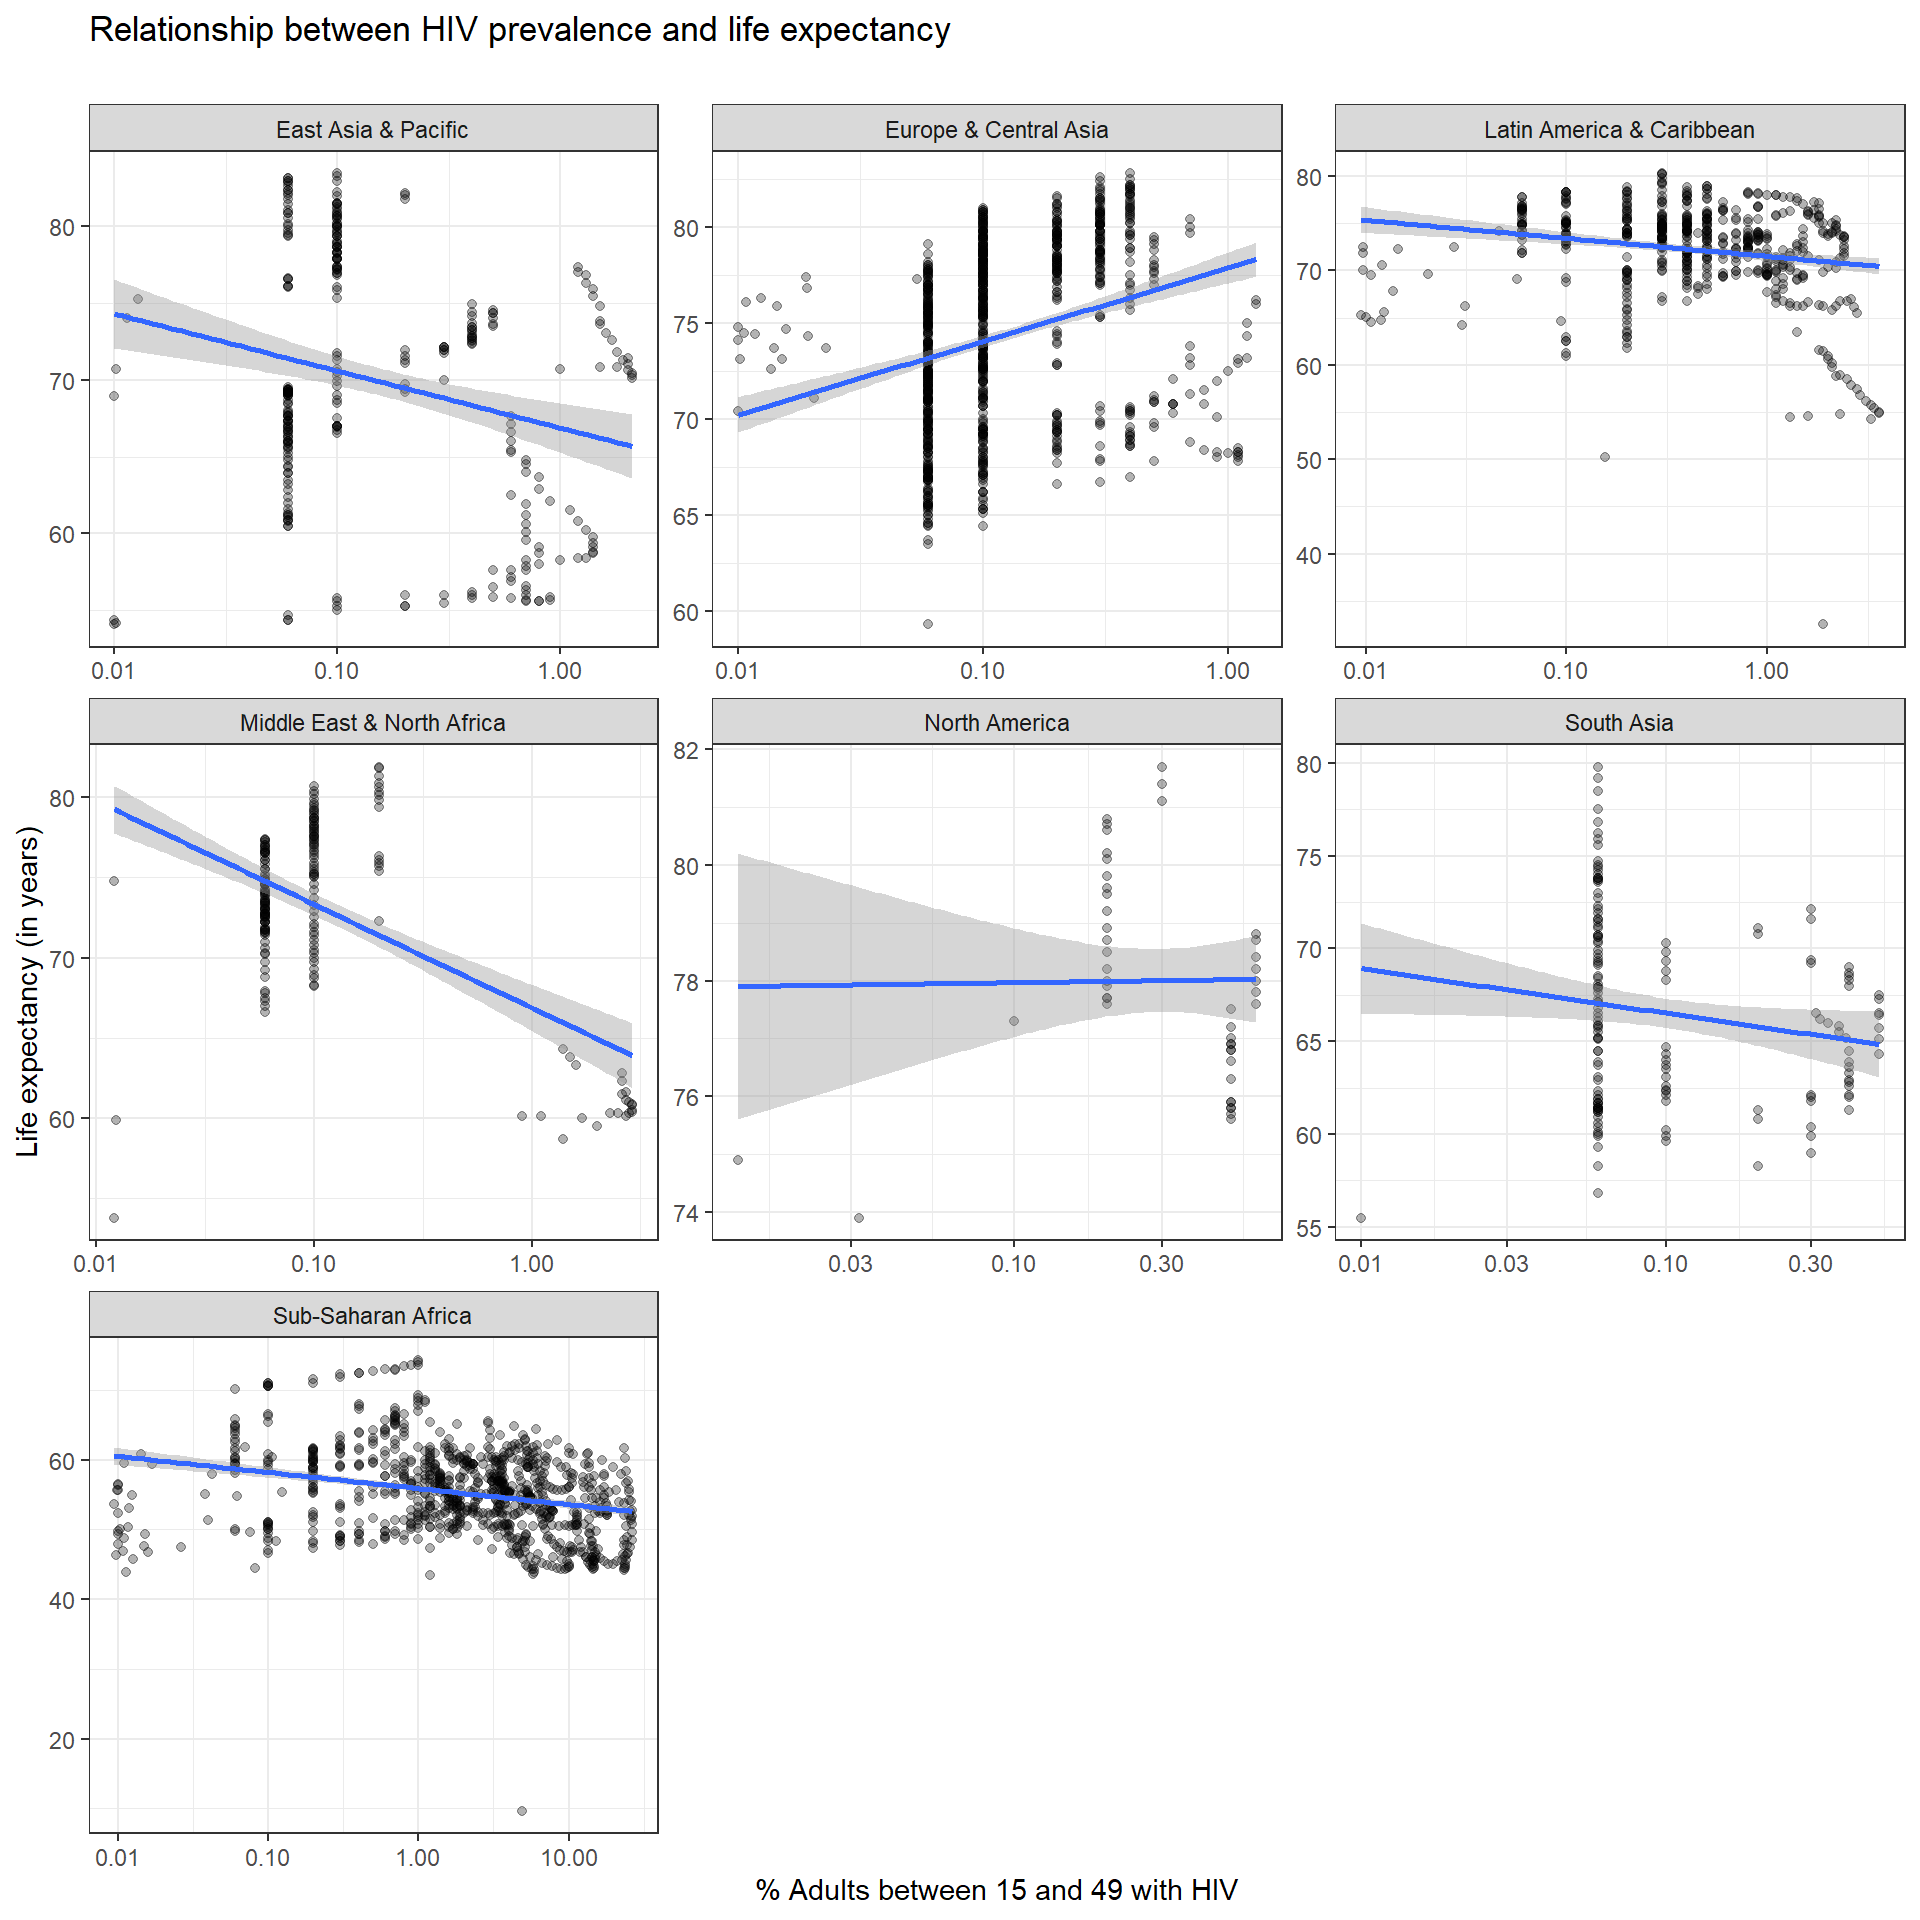 Relationship between HIV prevalence and life expectancy
East Asia & Pacific
Europe & Central Asia
Latin America & Caribbean
80
70
60
0.01 0.10 1.00
80
75
70
65
60
0.01 0.10 1.00
80
70
60
50
40
0.01 0.10 1.00
Life expectancy (in years)
Middle East & North Africa
North America
South Asia
80
70
60
0.01 0.10 1.00
82
80
78
76
74
0.03 0.10 0.30
80
75
70
65
60
55
0.01 0.03 0.10 0.30
Sub-Saharan Africa
60
40
20
0.01 0.10 1.00 10.00
% Adults between 15 and 49 with HIV